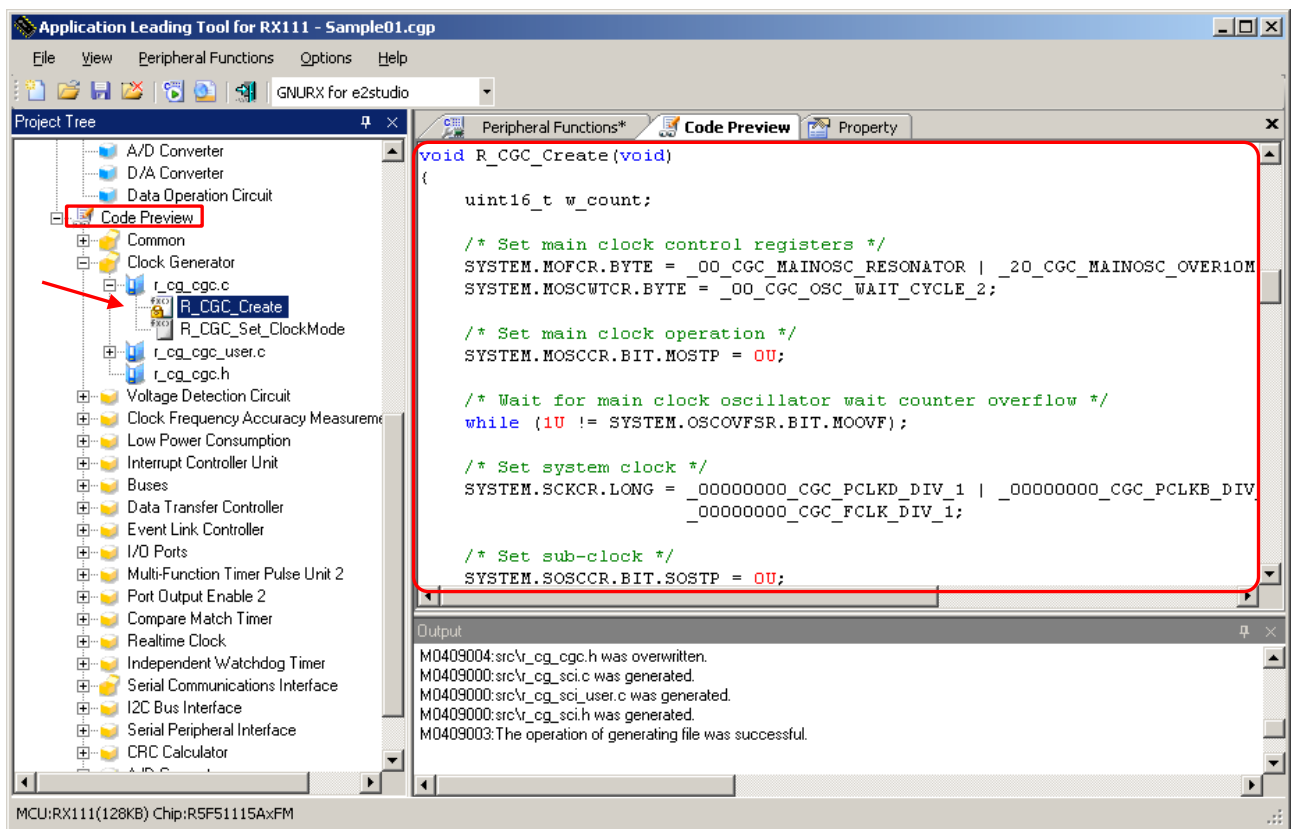 Application Leading Tool for RX111 - Sample01.cgp
File View Peripheral Functions Options Help
GNURX for e2studio
Project Tree
A/D Converter
D/A Converter
Data Operation Circuit
Code Preview
Common
Clock Generator
r_cg_cgc.c
R_CGC_Create
R_CGC_Set_ClockMode
r_cg_cgc_user.c
r_cg_cgc.h
Voltage Detection Circuit
Clock Frequency Accuracy Measureme
Low Power Consumption
Interrupt Controller Unit
Buses
Data Transfer Controller
Event Link Controller
I/O Ports
Multi-Function Timer Pulse Unit 2
Port Output Enable 2
Compare Match Timer
Realtime Clock
Independent Watchdog Timer
Serial Communications Interface
I2C Bus Interface
Serial Peripheral Interface
CRC Calculator
Peripheral Functions* Code Preview Property
void R_CGC_Create(void)
{
uint16_t w_count;
/* Set main clock control registers */
SYSTEM.MOFCR.BYTE = _00_CGC_MAINOSC_RESONATOR | _20_CGC_MAINOSC_OVER10M
SYSTEM.MOSCWTCR.BYTE = _00_CGC_OSC_WAIT_CYCLE_2;
/* Set main clock operation */
SYSTEM.MOSCCR.BIT.MOSTP = 0U;
/* Wait for main clock oscillator wait counter overflow */
while (1U != SYSTEM.OSCOVFSR.BIT.MOOVF);
/* Set system clock */
SYSTEM.SCKCR.LONG = _00000000_CGC_PCLKD_DIV_1 | _00000000_CGC_PCLKB_DIV_
_00000000_CGC_FCLK_DIV_1;
/* Set sub-clock */
SYSTEM.SOSCCR.BIT.SOSTP = 0U;
Output
M0409004:src\r_cg_cgc.h was overwritten.
M0409000:src\r_cg_sci.c was generated.
M0409000:src\r_cg_sci_user.c was generated.
M0409000:src\r_cg_sci.h was generated.
M0409003:The operation of generating file was successful.
MCU:RX111(128KB) Chip:R5F51115AxFM